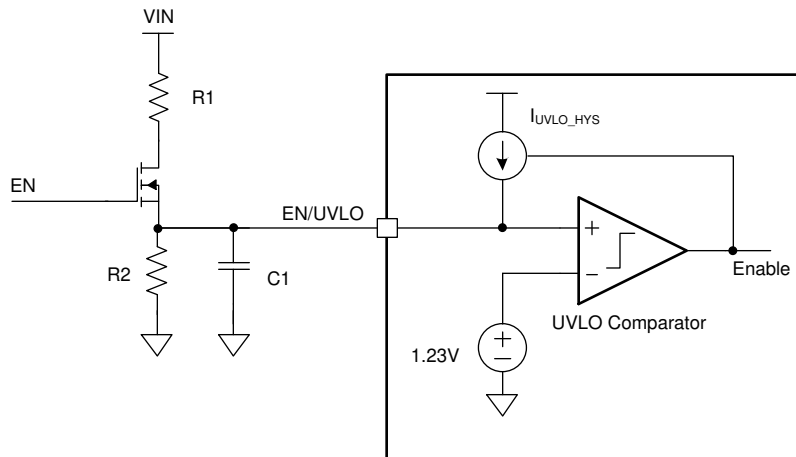 VIN
R1
I_UVLO_HYS
EN
EN/UVLO
R2
C1
+
−
Enable
UVLO Comparator
1.23V
+
−